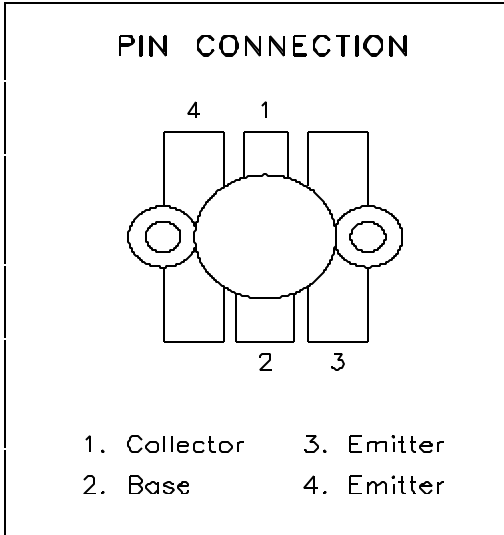 PIN CONNECTION
4 1
2 3
1. Collector 3. Emitter
2. Base 4. Emitter